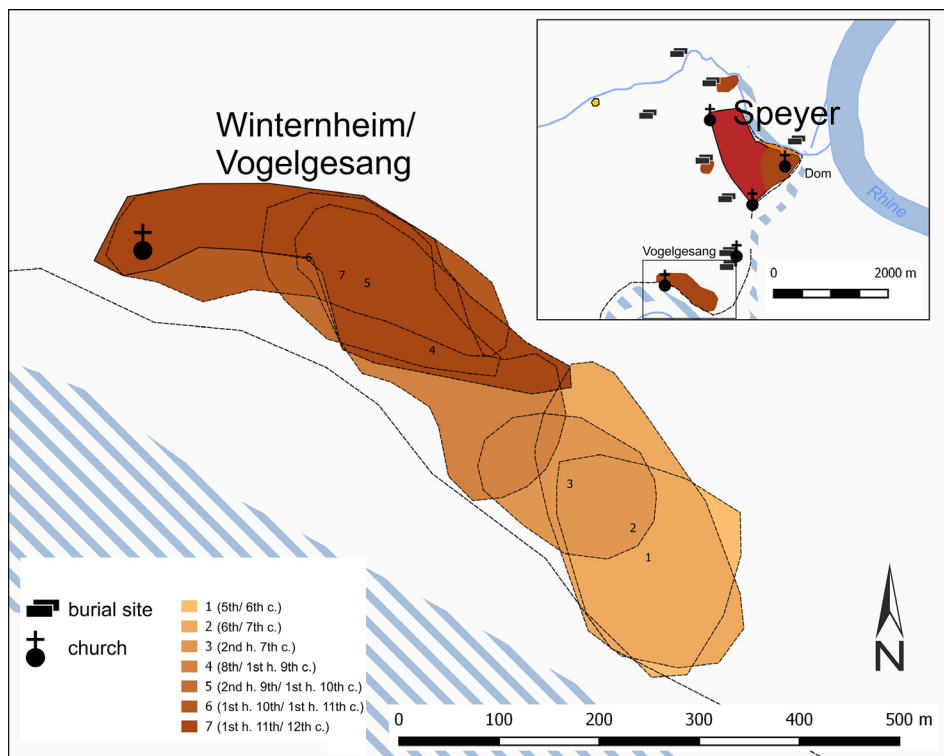 Winternheim/
Vogelgesang
6
7
5
4
3
2
1
Speyer
Dom
Rhine
Vogelgesang
0 2000 m
burial site
church
1 (5th/ 6th c.)
2 (6th/ 7th c.)
3 (2nd h. 7th c.)
4 (8th/ 1st h. 9th c.)
5 (2nd h. 9th/ 1st h. 10th c.)
6 (1st h. 10th/ 1st h. 11th c.)
7 (1st h. 11th/ 12th c.)
N
0 100 200 300 400 500 m